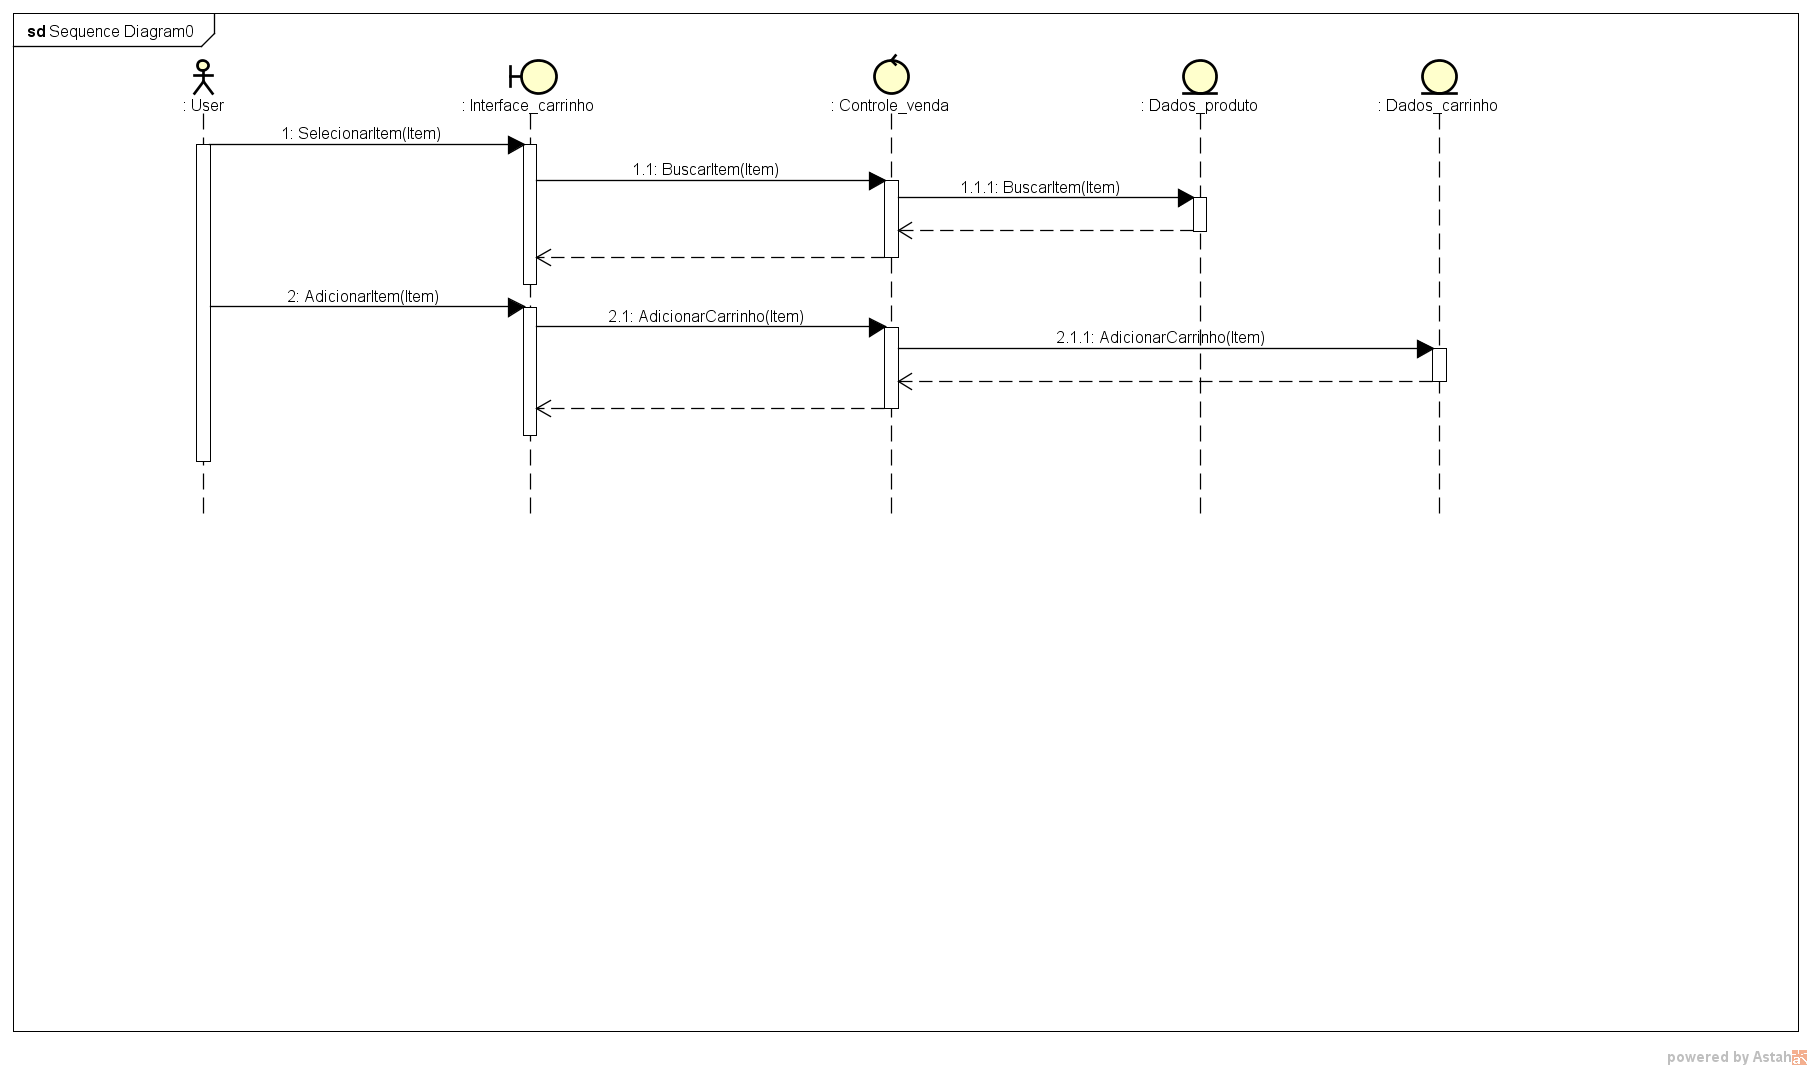 sd Sequence Diagram0
: User
: Interface_carrinho
: Controle_venda
: Dados_produto
: Dados_carrinho
1: SelecionarItem(Item)
1.1: BuscarItem(Item)
1.1.1: BuscarItem(Item)
2: AdicionarItem(Item)
2.1: AdicionarCarrinho(Item)
2.1.1: AdicionarCarrinho(Item)
powered by Astah